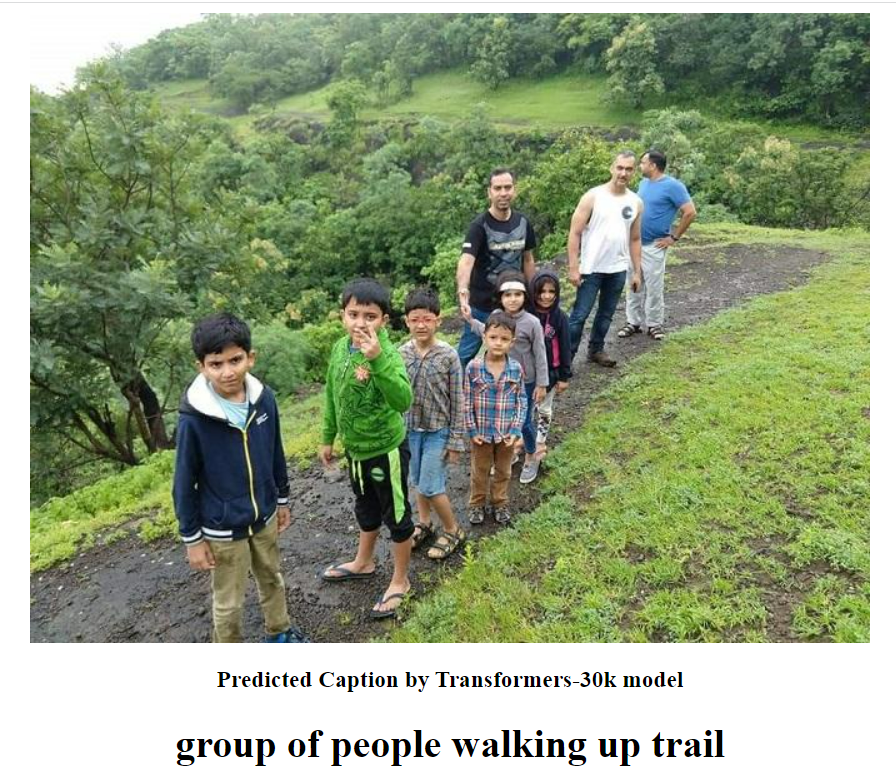 Predicted Caption by Transformers-30k model
group of people walking up trail